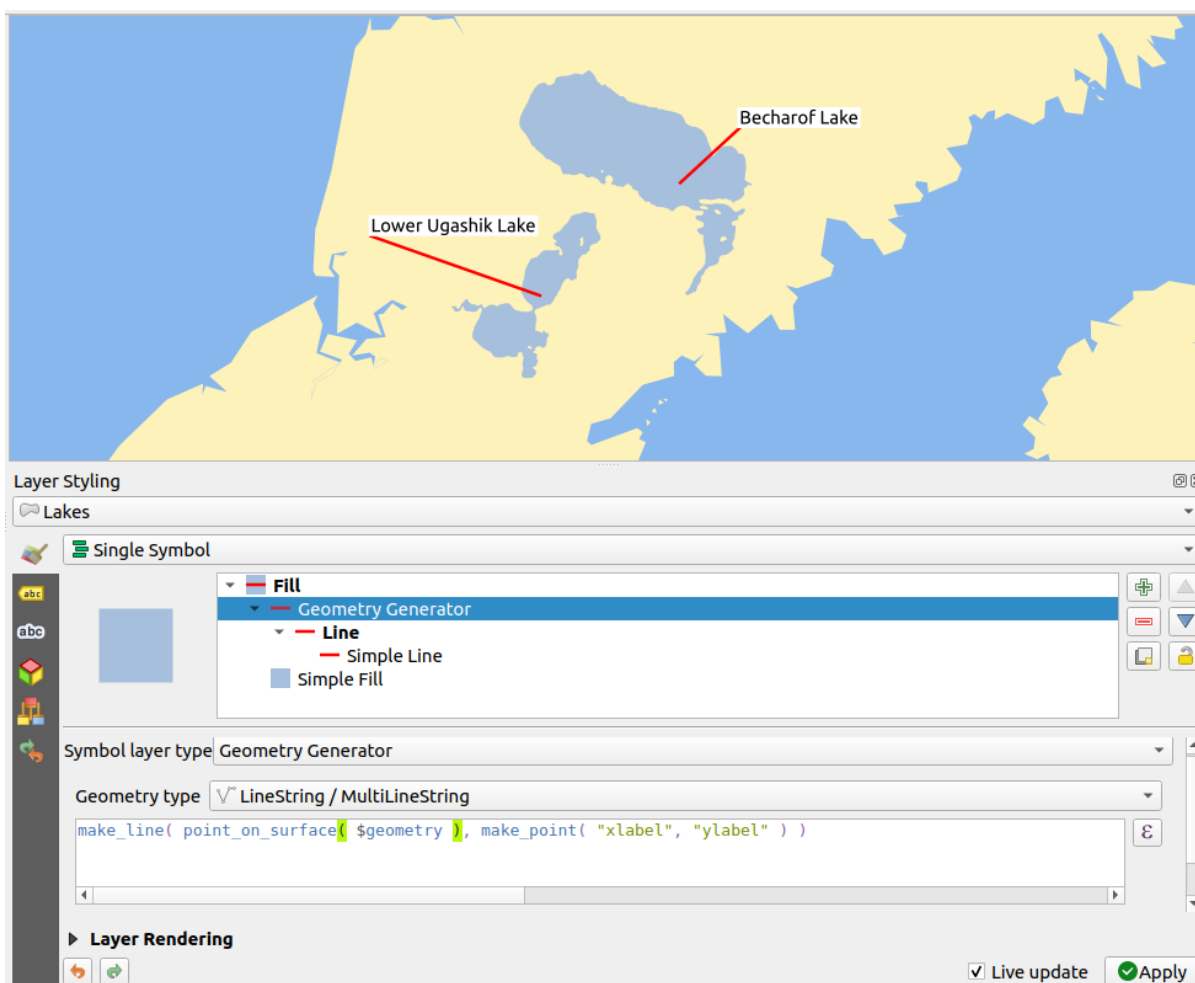 Becharof Lake
Lower Ugashik Lake
Layer Styling
Lakes
Single Symbol
abc
Fill
Geometry Generator
abc
Line
Simple Line
Simple Fill
Symbol layer type Geometry Generator
Geometry type LineString / MultiLineString
make_line( point_on_surface( $geometry ), make_point( "xlabel", "ylabel" ) )
ε
Layer Rendering
Live update Apply